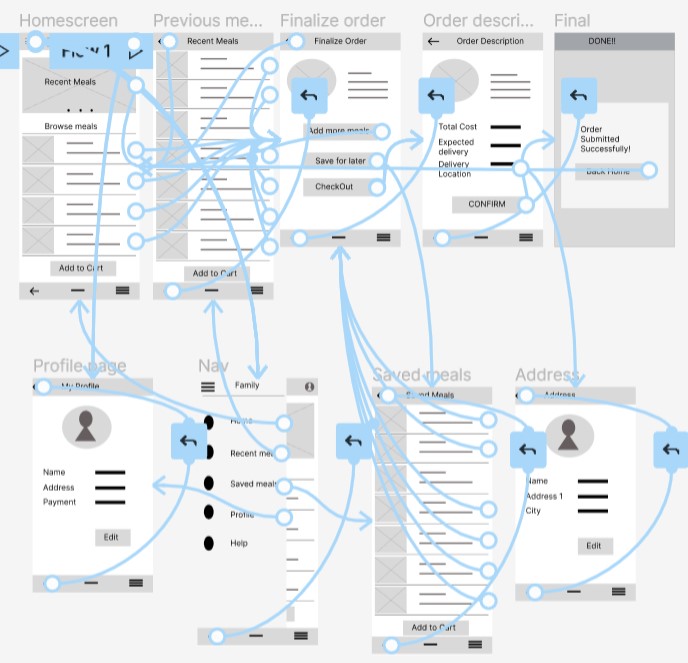 Homescreen
Previous me...
Finalize order
Order descri...
Final
Flow 1
Recent Meals
Browse meals
Add to Cart
Recent Meals
Add to Cart
Finalize Order
Add more meals
Save for later
CheckOut
Order Description
Total Cost
Expected
delivery
Delivery
Location
CONFIRM
DONE!!
Order
Submitted
Successfully!
Back Home
Profile page
Nav
Saved meals
Address
My Profile
Name
Address
Payment
Edit
Family
Home
Recent mea
Saved meals
Profile
Help
Saved Meals
Add to Cart
Address
Name
Address 1
City
Edit